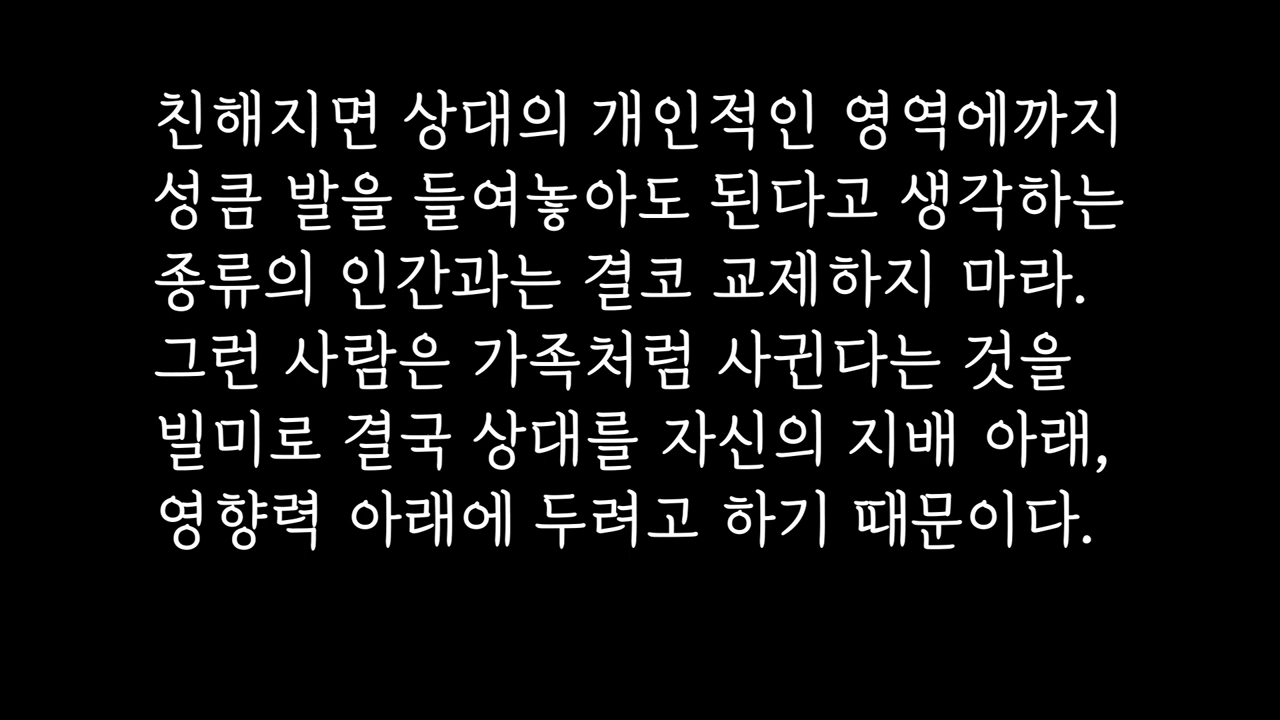 친해지면 상대의 개인적인 영역에까지
성큼 발을 들여놓아도 된다고 생각하는
종류의 인간과는 결코 교제하지 마라.
그런 사람은 가족처럼 사귄다는 것을
빌미로 결국 상대를 자신의 지배 아래,
영향력 아래에 두려고 하기 때문이다.